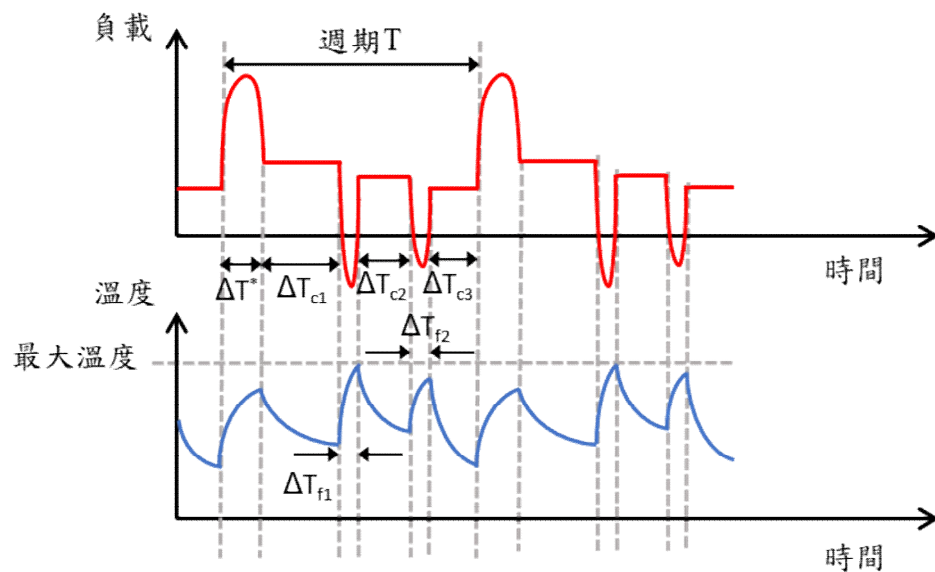 負載
週期T
時間
ΔT*
ΔTc1
ΔTc2
ΔTc3
溫度
ΔTf2
最大溫度
ΔTf1
時間